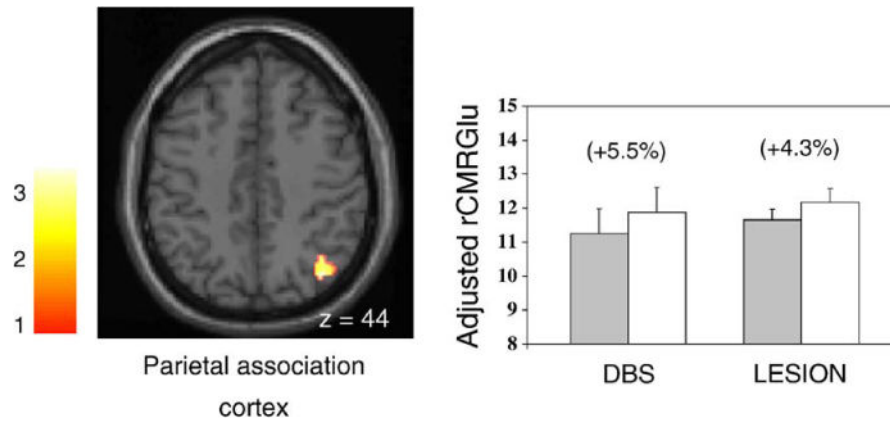 3
2
1
z = 44
Parietal association
cortex
Adjusted rCMRGlu
15
14
13
12
11
10
9
8
(+5.5%)
(+4.3%)
DBS
LESION